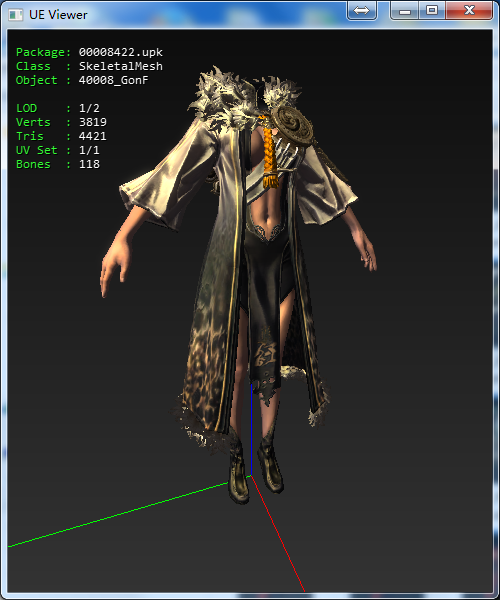 UE Viewer
Package: 00008422.upk
Class : SkeletalMesh
Object : 40008_GonF
LOD : 1/2
Verts : 3819
Tris : 4421
UV Set : 1/1
Bones : 118